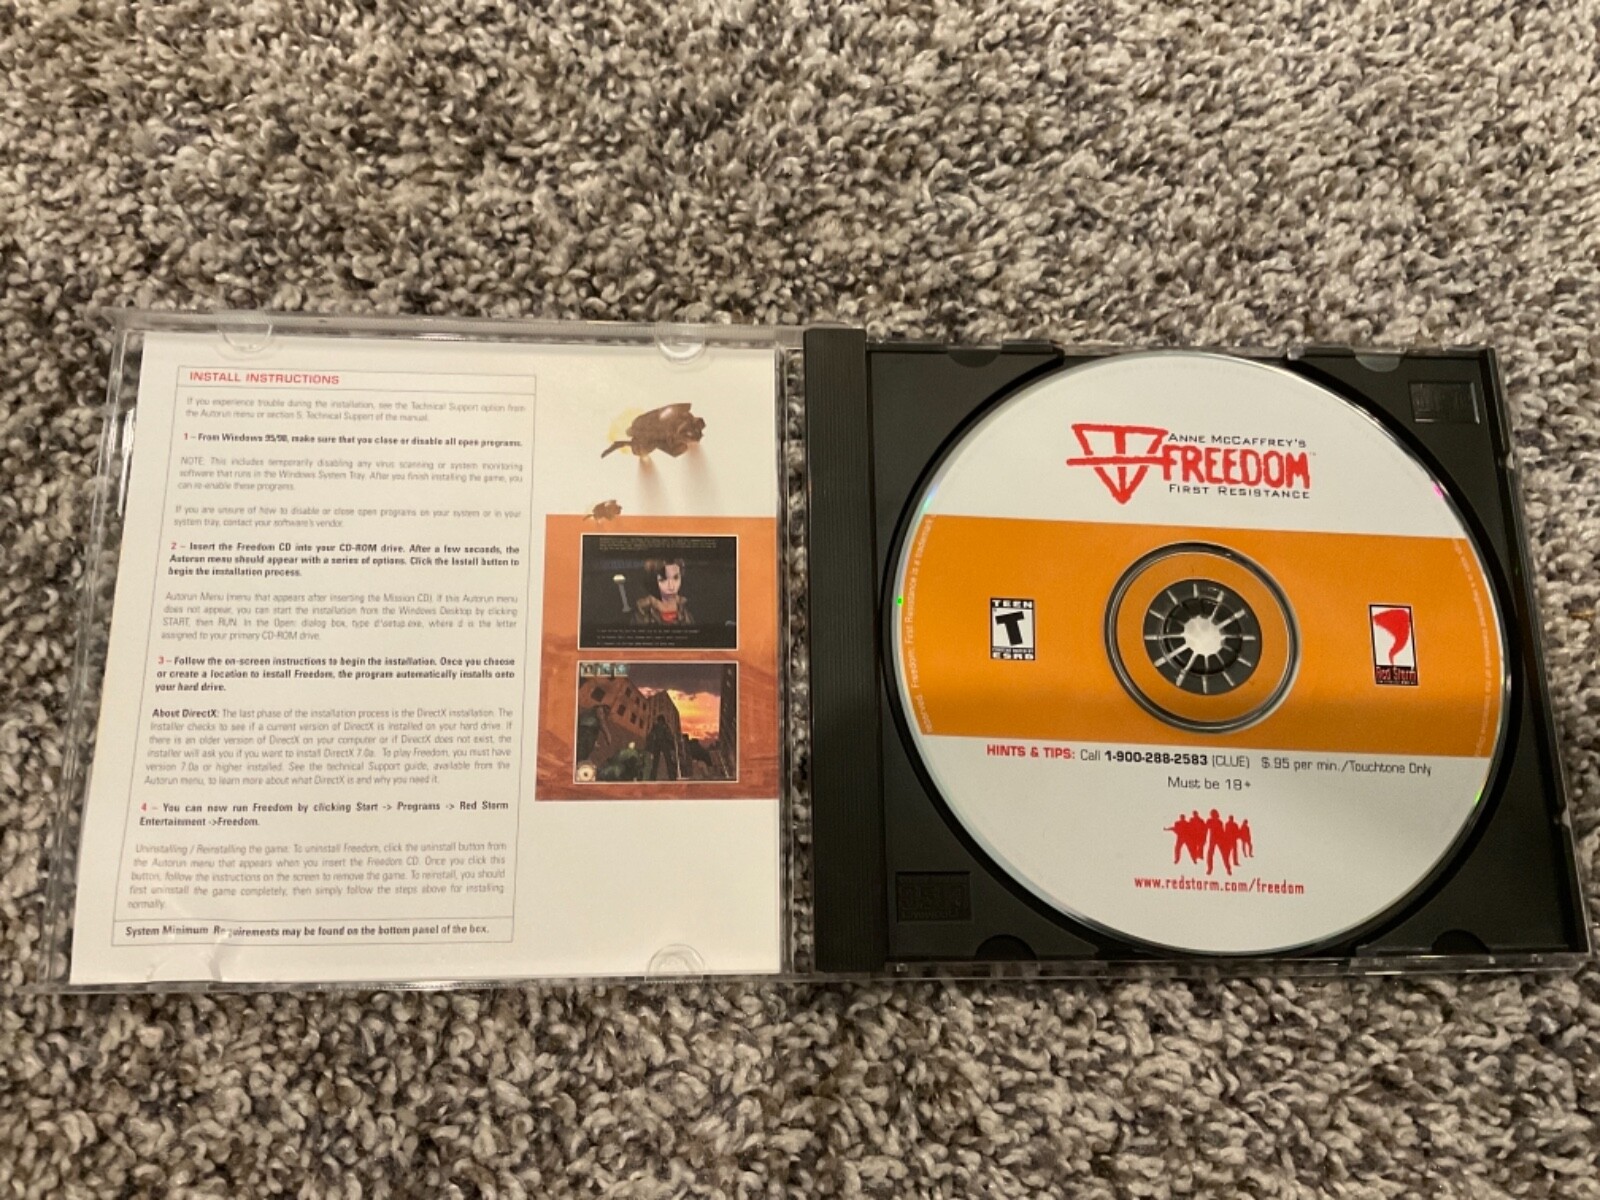 INSTALL INSTRUCTIONS
If you experience trouble during the installation, see the Technical Support option from
the Autorun menu or section 5, Technical Support of the manual.
1 – From Windows 95/98, make sure that you close or disable all open programs.
NOTE: This includes temporarily disabling any virus scanning or system monitoring
software that runs in the Windows System Tray. After you finish installing the game, you
can re-enable these programs.
If you are unsure of how to disable or close open programs on your system or in your
system tray, contact your software's vendor.
2 – Insert the Freedom CD into your CD-ROM drive. After a few seconds, the
Autorun menu should appear with a series of options. Click the Install button to
begin the installation process.
Autorun Menu (menu that appears after inserting the Mission CD). If this Autorun menu
does not appear, you can start the installation from the Windows Desktop by clicking
START, then RUN. In the Open: dialog box, type d:\setup.exe, where d is the letter
assigned to your primary CD-ROM drive.
3 – Follow the on-screen instructions to begin the installation. Once you choose
or create a location to install Freedom, the program automatically installs onto
your hard drive.
About DirectX: The last phase of the installation process is the DirectX installation. The
Installer checks to see if a current version of DirectX is installed on your hard drive. If
there is an older version of DirectX on your computer or if DirectX does not exist, the
installer will ask you if you want to install DirectX 7.0a. To play Freedom, you must have
version 7.0a or higher installed. See the technical Support guide, available from the
Autorun menu, to learn more about what DirectX is and why you need it.
4 – You can now run Freedom by clicking Start -> Programs -> Red Storm
Entertainment ->Freedom.
Uninstalling / Reinstalling the game: To uninstall Freedom, click the uninstall button from
the Autorun menu that appears when you insert the Freedom CD. Once you click this
button, follow the instructions on the screen to remove the game. To reinstall, you should
first uninstall the game completely, then simply follow the steps above for installing
normally.
System Minimum Requirements may be found on the bottom panel of the box.
ANNE McCAFFREY'S
FREEDOM™
FIRST RESISTANCE
Freedom: First Resistance is a trademark
TEEN
T
ESRB
Red Storm
HINTS & TIPS: Call 1-900-288-2583 (CLUE) $.95 per min./Touchtone Only
Must be 18+
www.redstorm.com/freedom